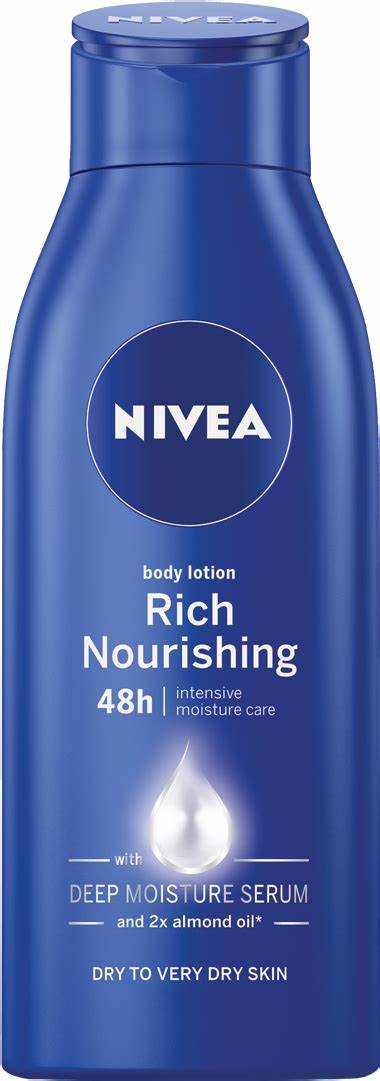 NIVEA
NIVEA
body lotion
Rich
Nourishing
48h | intensive
moisture care
with
DEEP MOISTURE SERUM
and 2x almond oil*
DRY TO VERY DRY SKIN